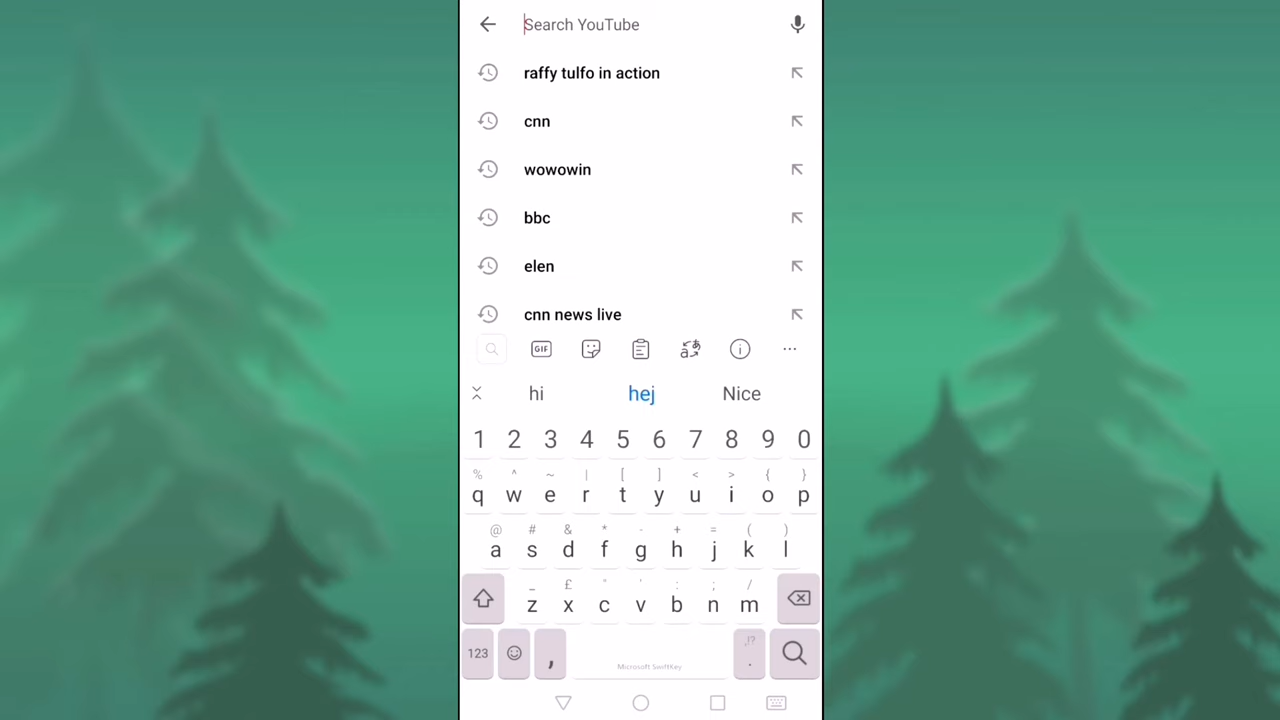 Search YouTube
raffy tulfo in action
cnn
wowowin
bbc
elen
cnn news live
GIF
hi hej Nice
1 2 3 4 5 6 7 8 9 0
% ^ ~ | [ ] < > { }
q w e r t y u i o p
@ # & * - + = ( )
a s d f g h j k l
_ £ " ' : ; /
z x c v b n m
123 , Microsoft SwiftKey ,!? .